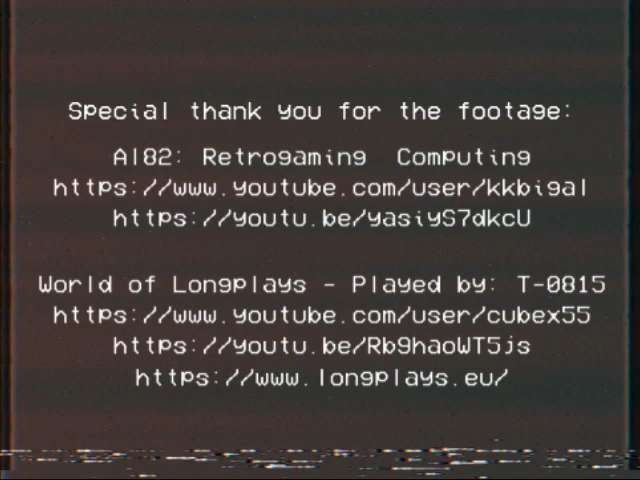 Special thank you for the footage:
Al82: Retrogaming Computing
https://www.youtube.com/user/kkbigal
https://youtu.be/yasiyS7dkcU
World of Longplays - Played by: T-0815
https://www.youtube.com/user/cubex55
https://youtu.be/Rb9haoWT5js
https://www.longplays.eu/